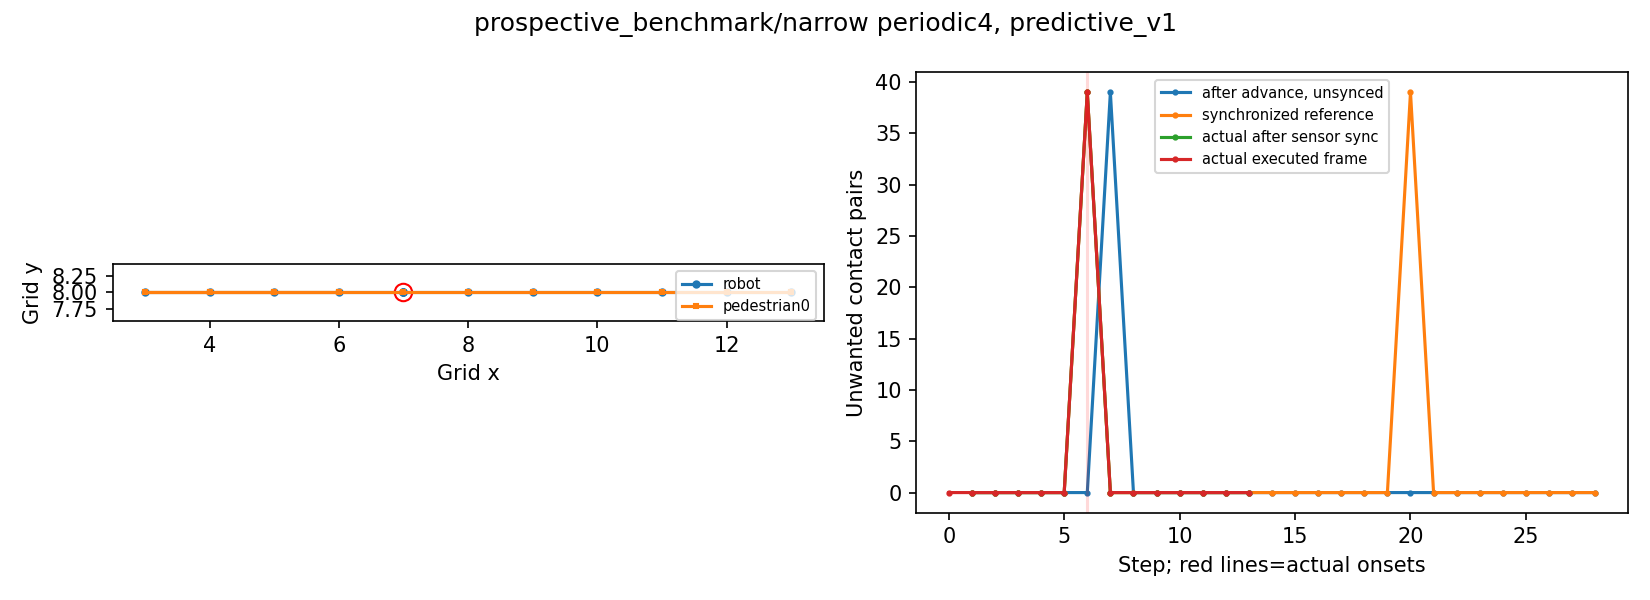 prospective_benchmark/narrow periodic4, predictive_v1
Grid y
8.25
8.00
7.75
robot
pedestrian0
4
6
8
10
12
Grid x
Unwanted contact pairs
40
35
30
25
20
15
10
5
0
after advance, unsynced
synchronized reference
actual after sensor sync
actual executed frame
0
5
10
15
20
25
Step; red lines=actual onsets